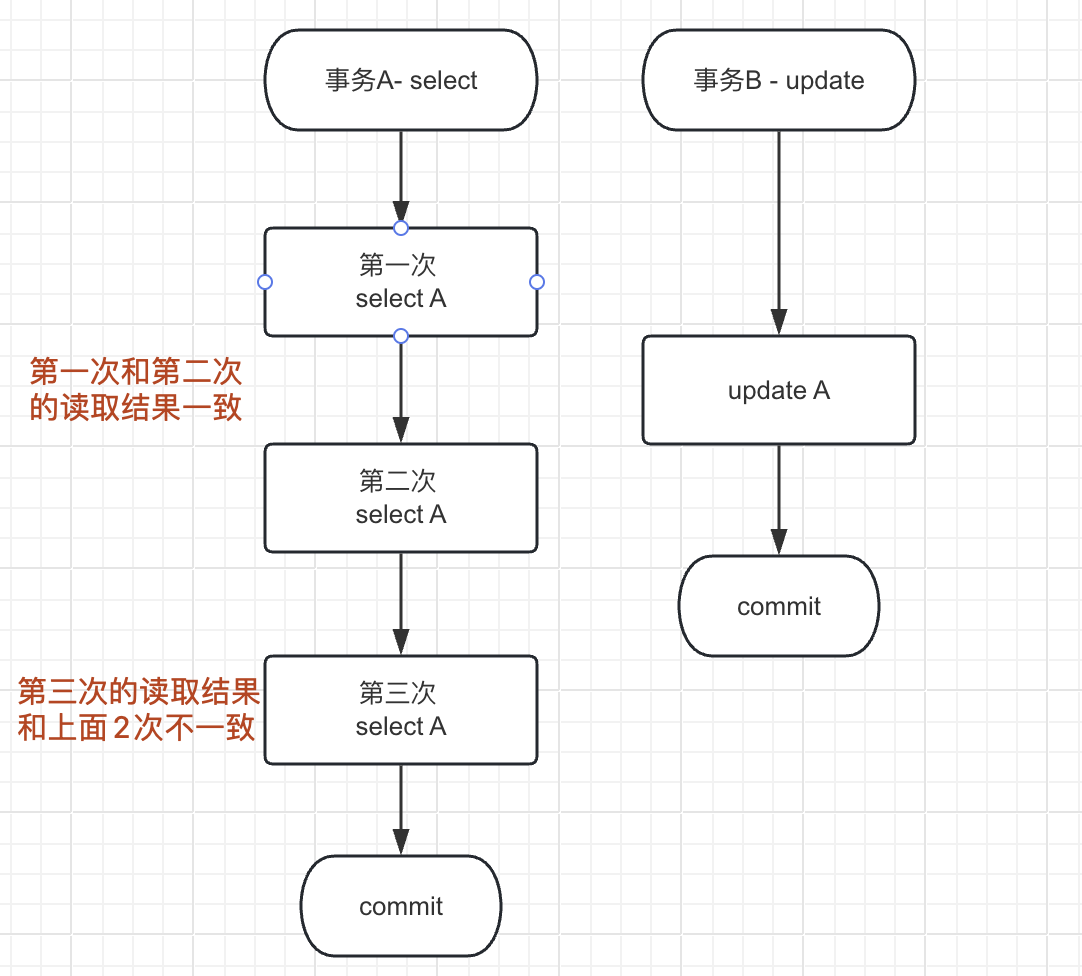 事务A- select
事务B - update
第一次
select A
第一次和第二次
的读取结果一致
update A
第二次
select A
commit
第三次的读取结果
和上面2次不一致
第三次
select A
commit